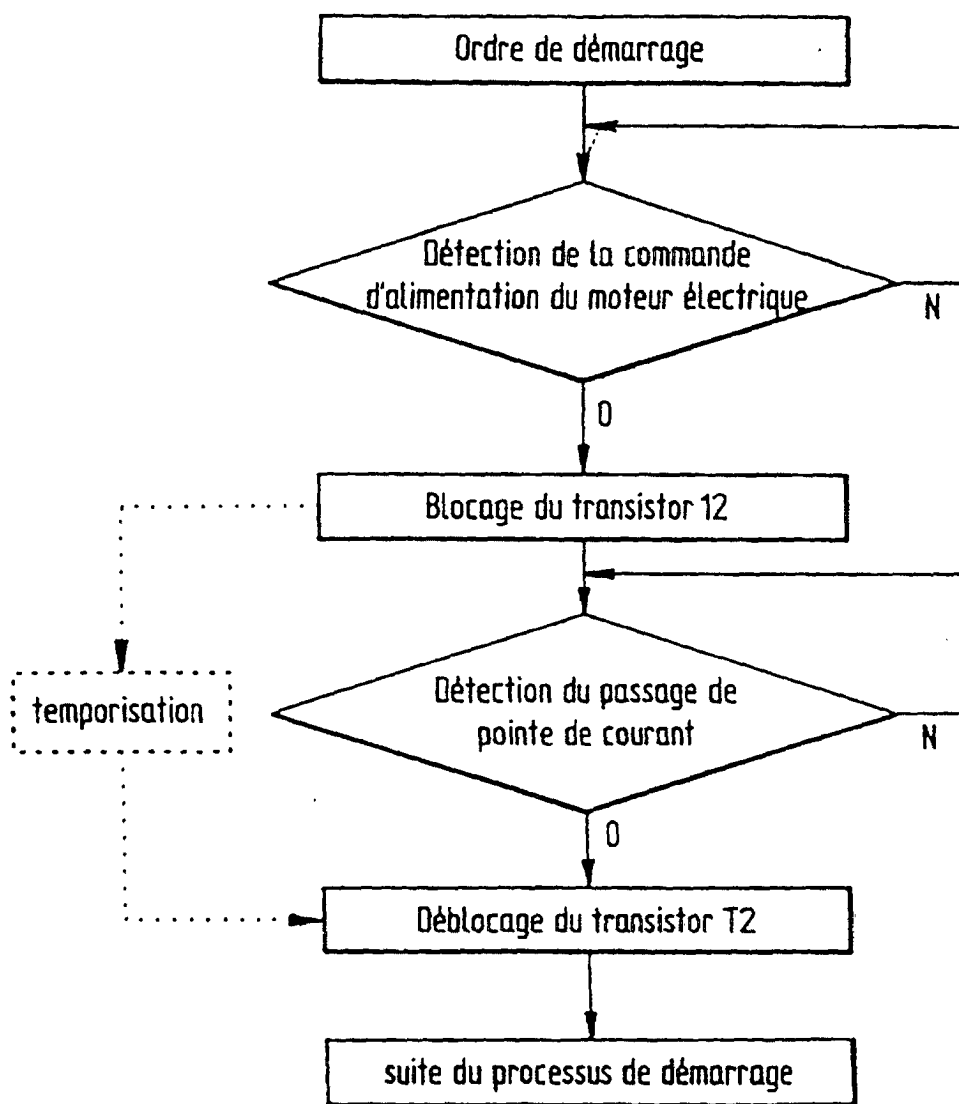 Ordre de démarrage
Détection de la commande
d'alimentation du moteur électrique
N
O
Blocage du transistor 12
temporisation
Détection du passage de
pointe de courant
N
O
Déblocage du transistor T2
suite du processus de démarrage